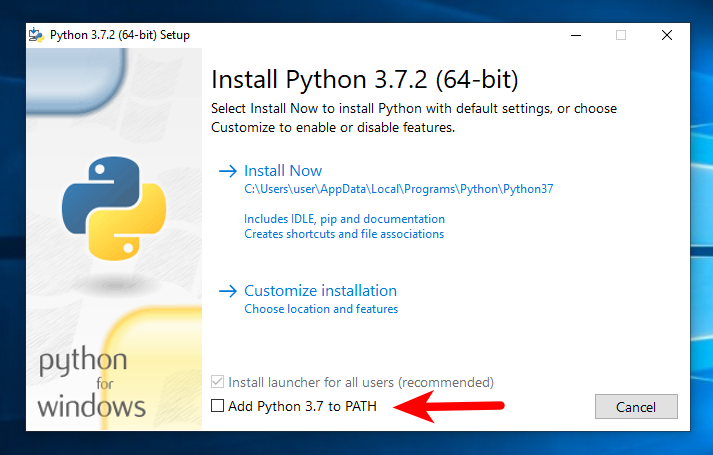 Python 3.7.2 (64-bit) Setup
Install Python 3.7.2 (64-bit)
Select Install Now to install Python with default settings, or choose
Customize to enable or disable features.
Install Now
C:\Users\user\AppData\Local\Programs\Python\Python37
Includes IDLE, pip and documentation
Creates shortcuts and file associations
Customize installation
Choose location and features
python
for
windows
Install launcher for all users (recommended)
Add Python 3.7 to PATH
Cancel